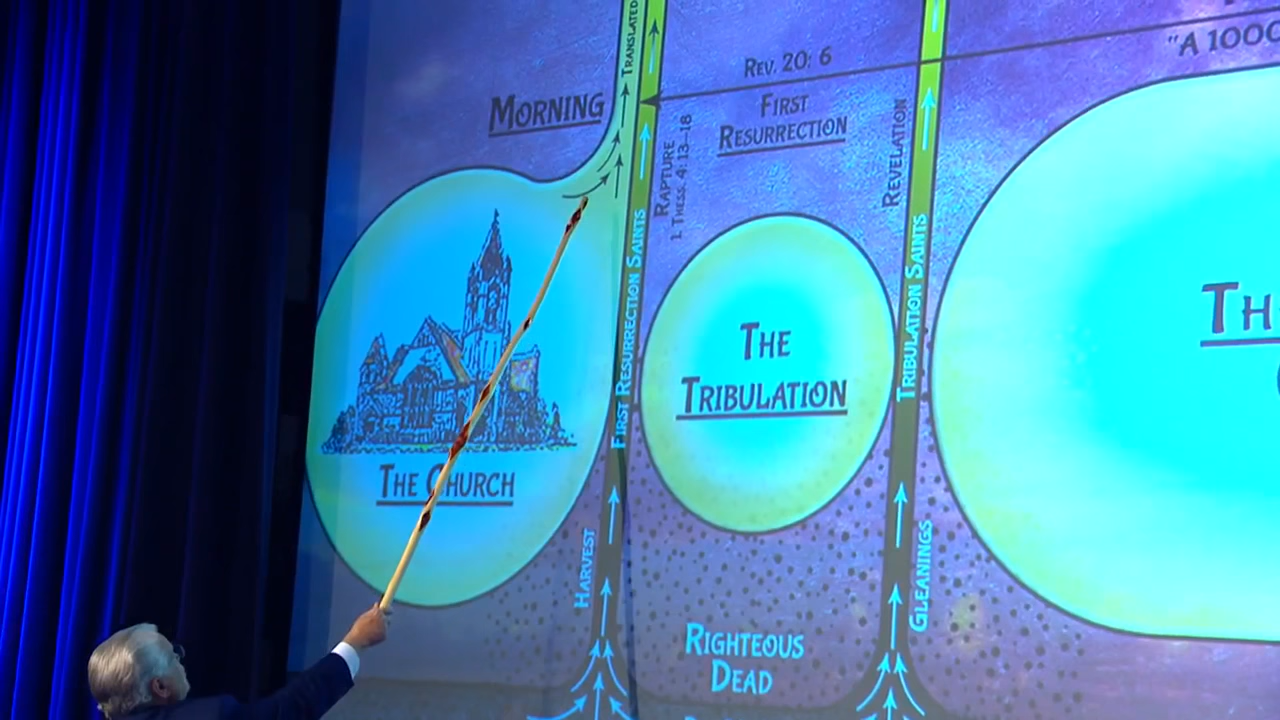 TRANSLATED
REV. 20: 6
"A 1000
MORNING
FIRST
RESURRECTION
RAPTURE
1 THESS. 4: 13-18
REVELATION
FIRST RESURRECTION SAINTS
TRIBULATION SAINTS
THE
TRIBULATION
TH
THE CHURCH
HARVEST
GLEANINGS
RIGHTEOUS
DEAD